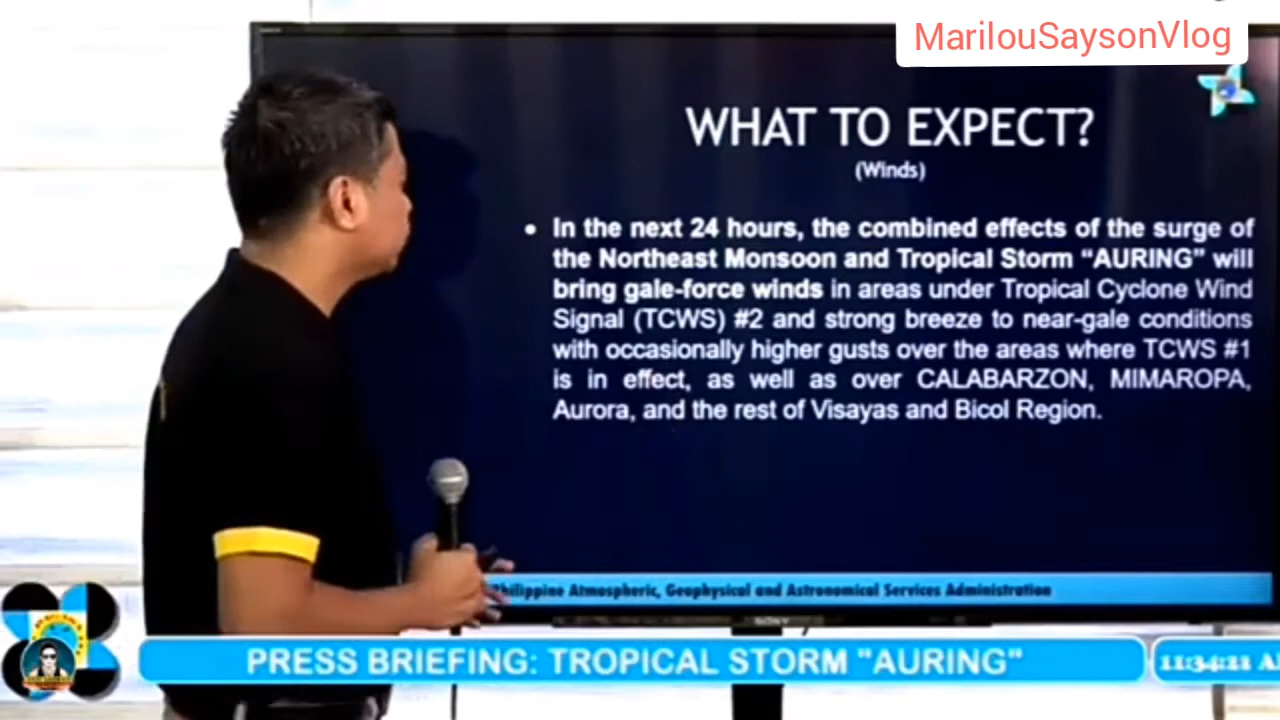 MarilouSaysonVlog
WHAT TO EXPECT?
(Winds)
• In the next 24 hours, the combined effects of the surge of
the Northeast Monsoon and Tropical Storm “AURING” will
bring gale-force winds in areas under Tropical Cyclone Wind
Signal (TCWS) #2 and strong breeze to near-gale conditions
with occasionally higher gusts over the areas where TCWS #1
is in effect, as well as over CALABARZON, MIMAROPA,
Aurora, and the rest of Visayas and Bicol Region.
Philippine Atmospheric, Geophysical and Astronomical Services Administration
SONY
PRESS BRIEFING: TROPICAL STORM "AURING"